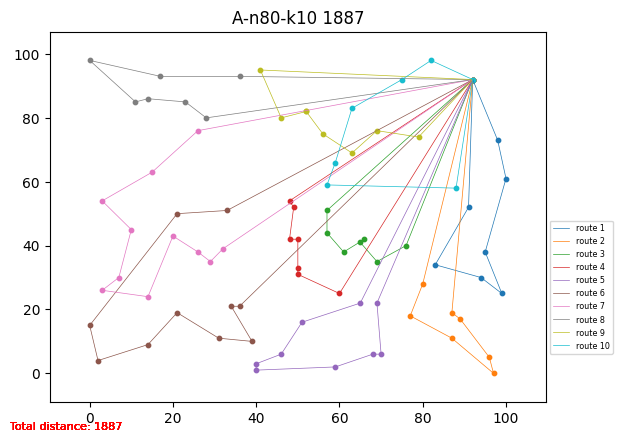 A-n80-k10 1887
100
80
60
40
20
0
0 20 40 60 80 100
route 1
route 2
route 3
route 4
route 5
route 6
route 7
route 8
route 9
route 10
Total distance: 1887